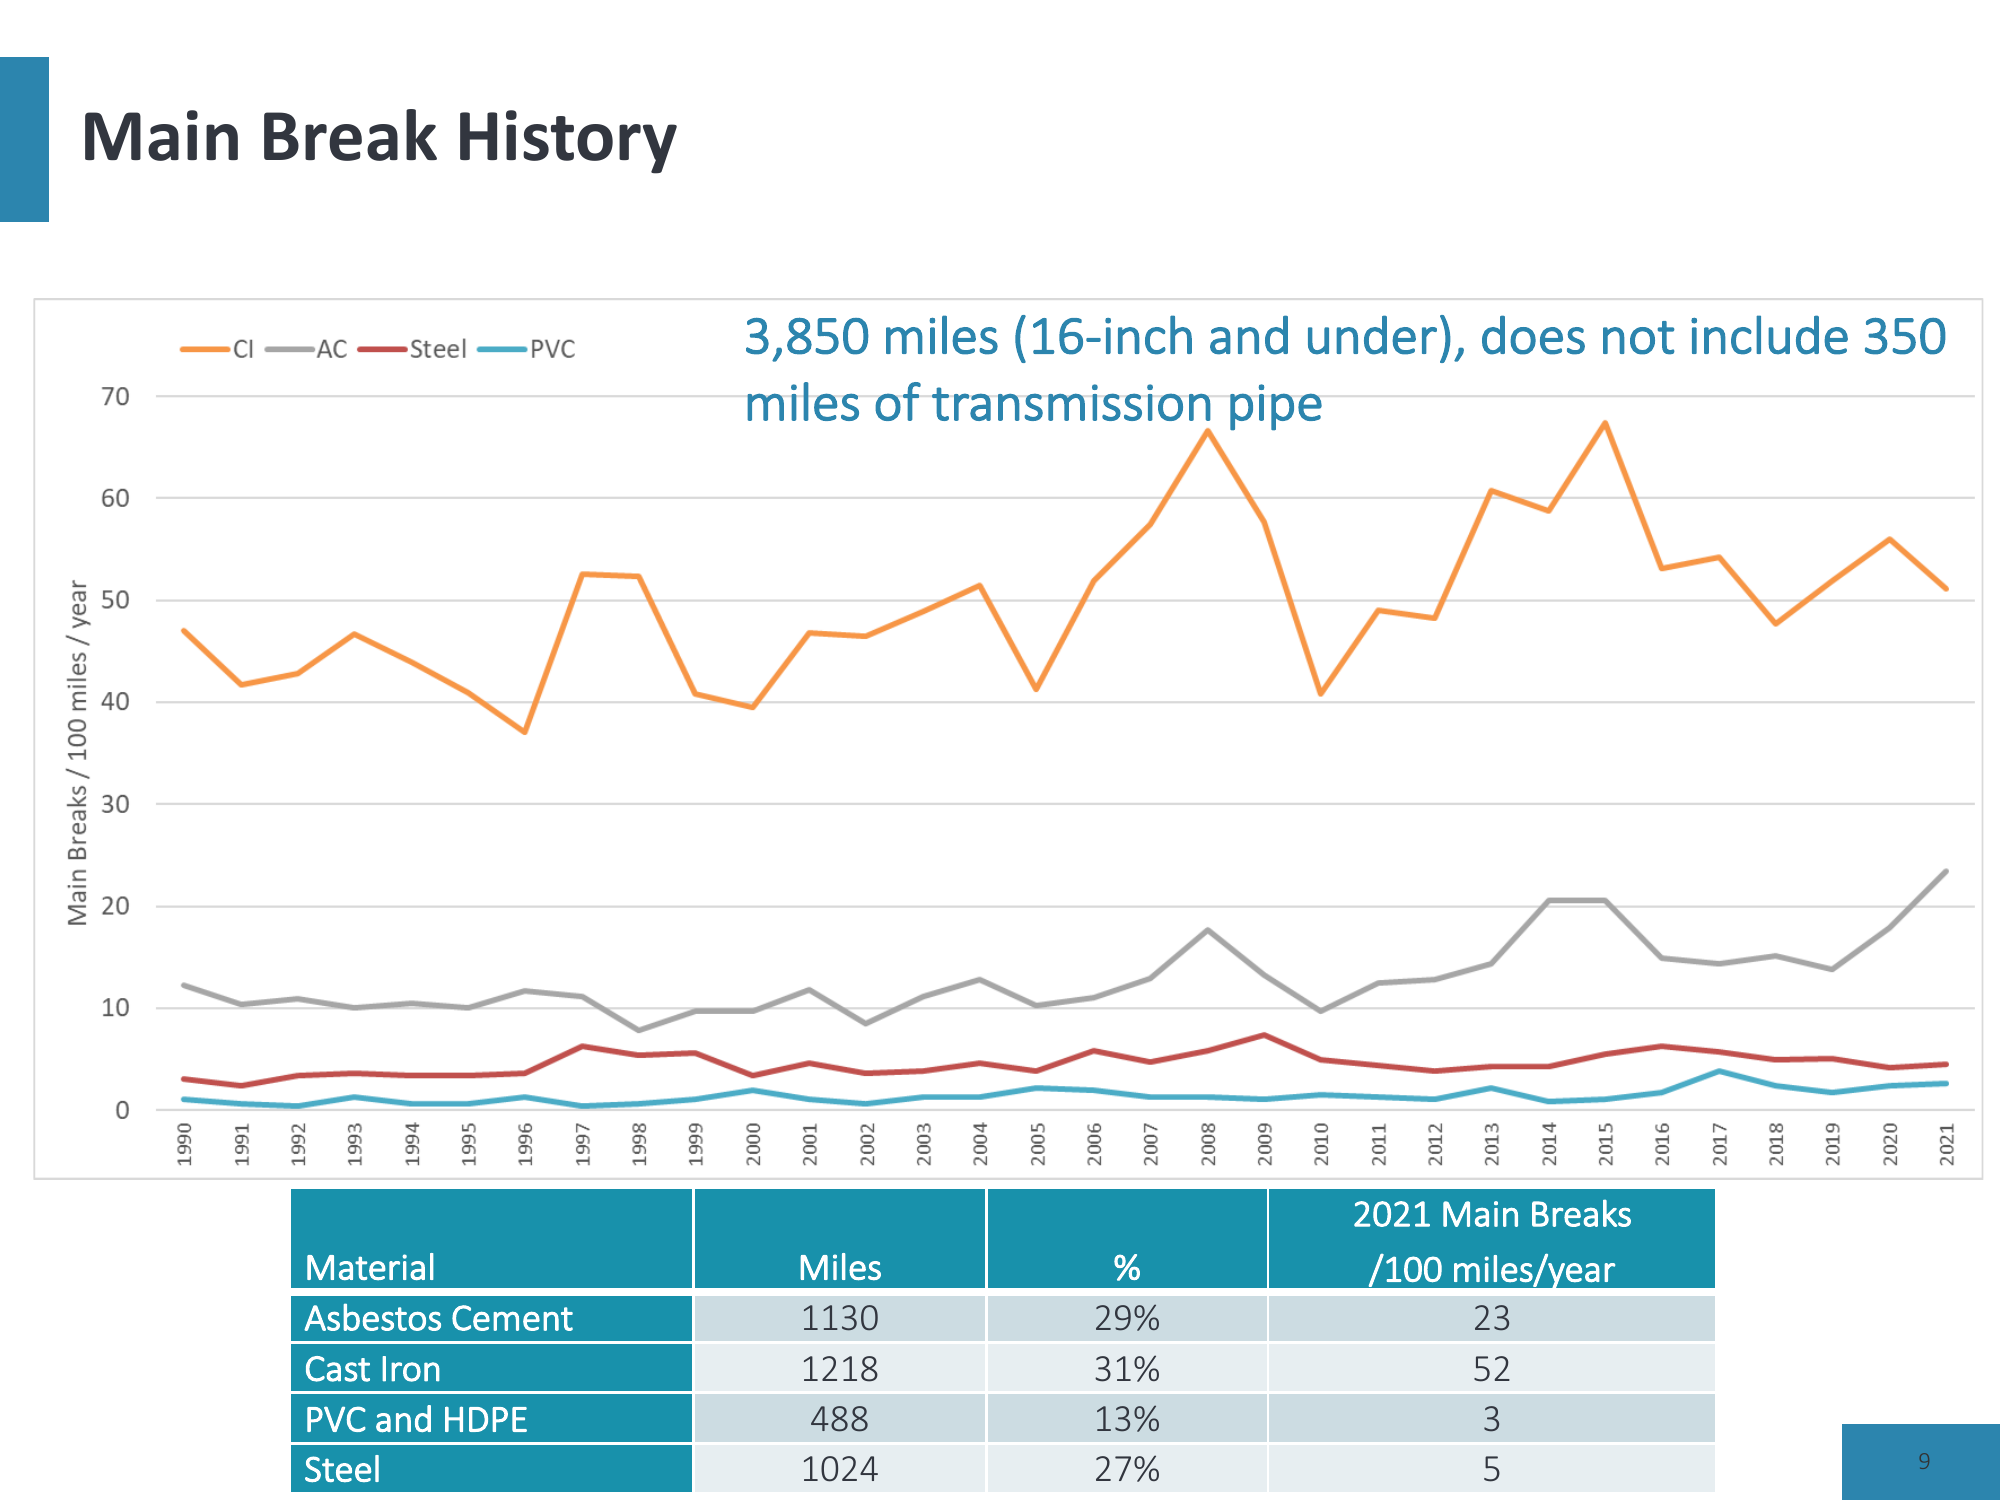 Main Break History
3,850 miles (16-inch and under), does not include 350
miles of transmission pipe
CI AC Steel PVC
Main Breaks / 100 miles / year
70
60
50
40
30
20
10
0
1990 1991 1992 1993 1994 1995 1996 1997 1998 1999 2000 2001 2002 2003 2004 2005 2006 2007 2008 2009 2010 2011 2012 2013 2014 2015 2016 2017 2018 2019 2020 2021
2021 Main Breaks
Material Miles % /100 miles/year
Asbestos Cement 1130 29% 23
Cast Iron 1218 31% 52
PVC and HDPE 488 13% 3
Steel 1024 27% 5
9